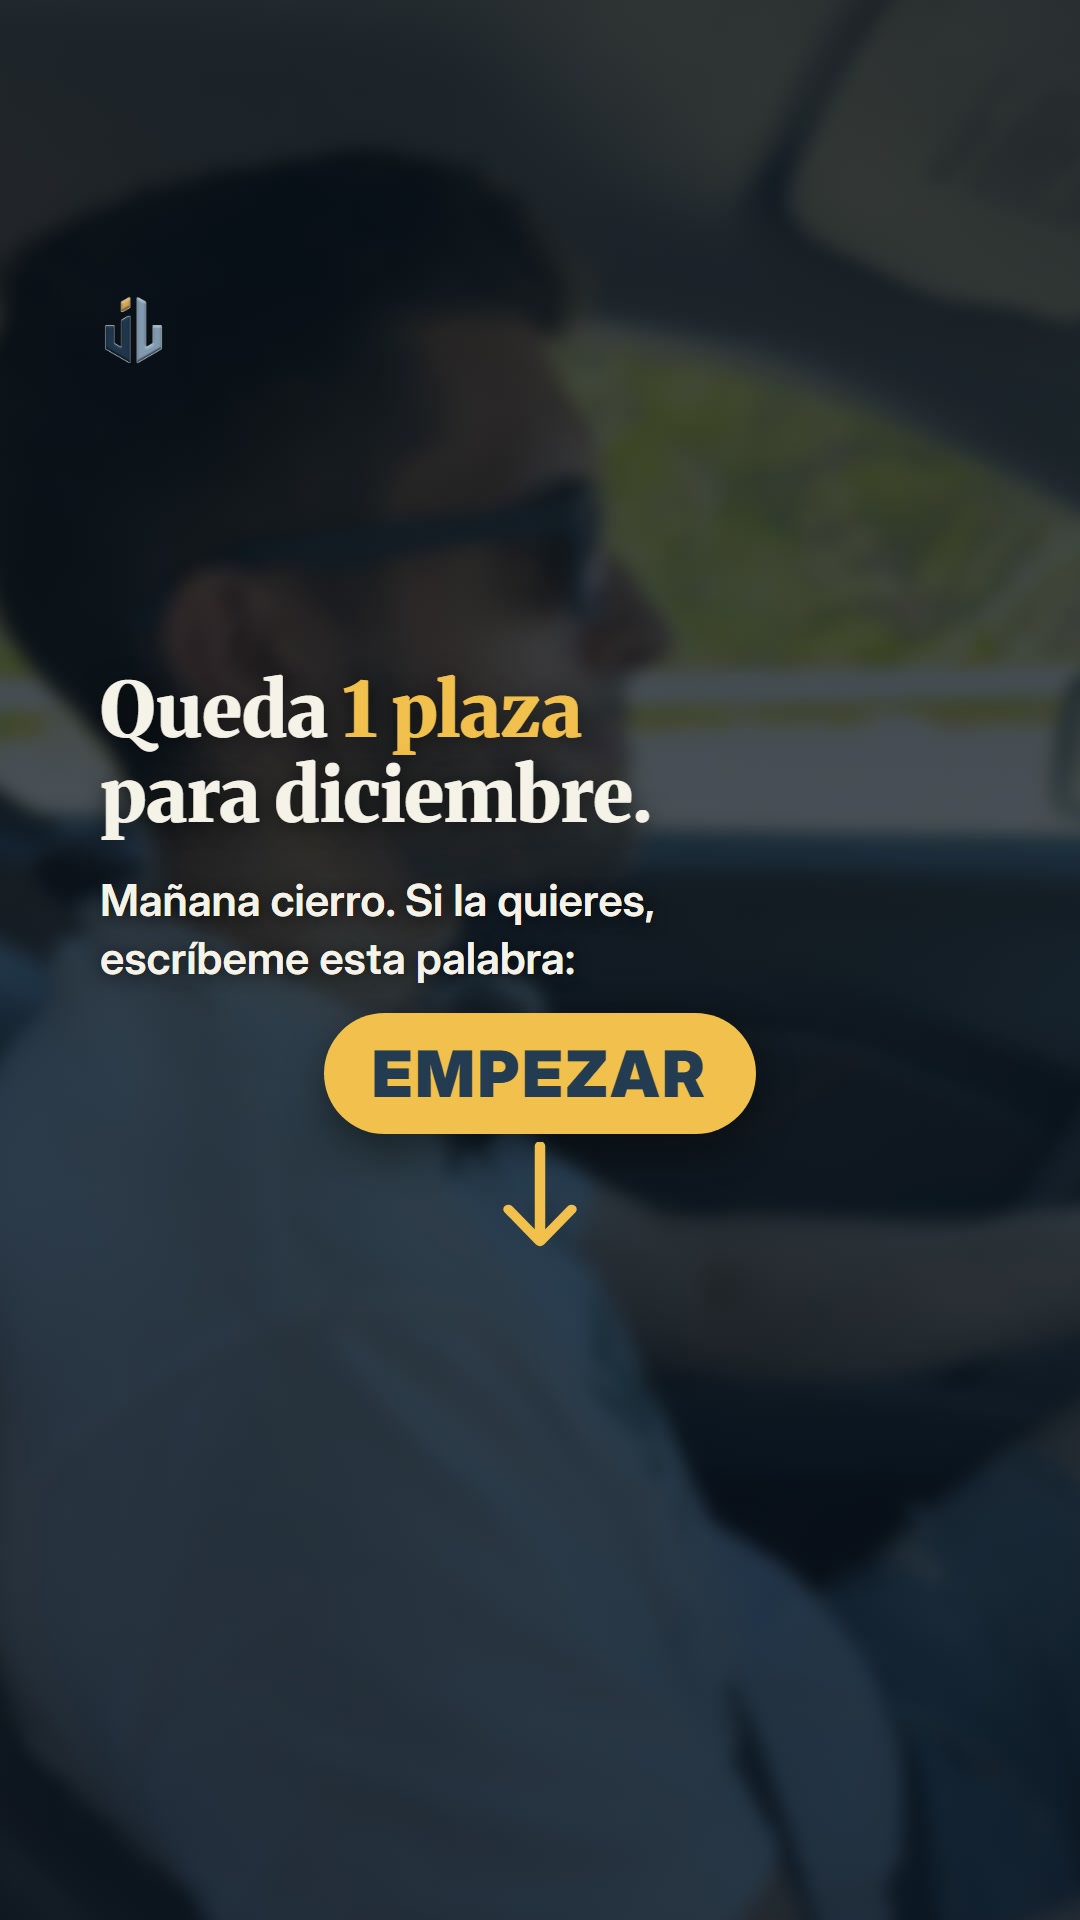 Queda 1 plaza
para diciembre.
Mañana cierro. Si la quieres,
escríbeme esta palabra:
EMPEZAR